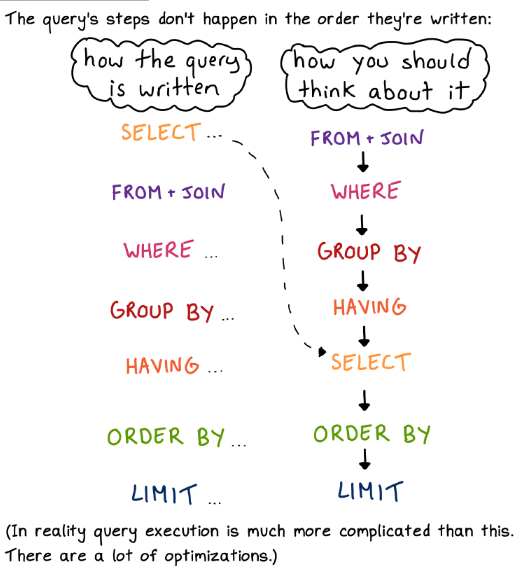 The query's steps don't happen in the order they're written:
how the query
is written
SELECT ...
FROM + JOIN
WHERE ...
GROUP BY ...
HAVING ...
ORDER BY ...
LIMIT ...
how you should
think about it
FROM + JOIN
WHERE
GROUP BY
HAVING
SELECT
ORDER BY
LIMIT
(In reality query execution is much more complicated than this.
There are a lot of optimizations.)